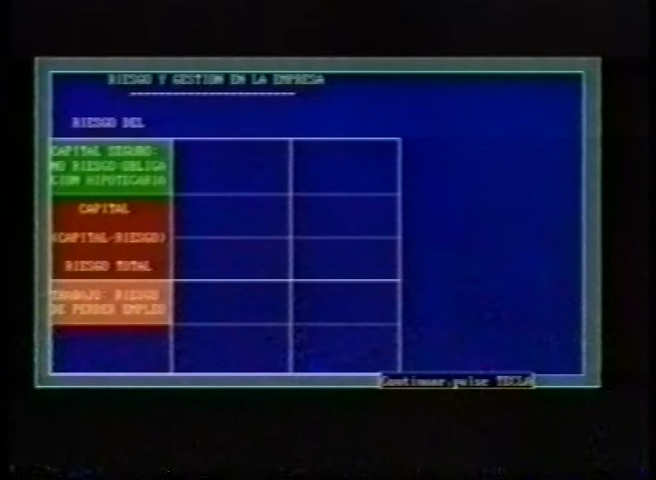 RIESGO Y GESTION EN LA EMPRESA
RIESGO DEL
CAPITAL SEGURO:
NO RIESGO-OBLIGA
CION HIPOTECARIA
CAPITAL
(CAPITAL-RIESGO)
RIESGO TOTAL
TRABAJO: RIESGO
DE PERDER EMPLEO
Continuar,pulse TECLA